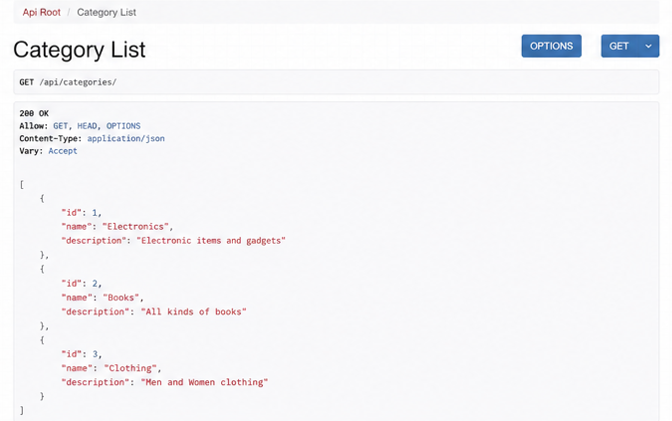 Api Root / Category List
Category List
OPTIONS
GET
GET /api/categories/
200 OK
Allow: GET, HEAD, OPTIONS
Content-Type: application/json
Vary: Accept
[
    {
        "id": 1,
        "name": "Electronics",
        "description": "Electronic items and gadgets"
    },
    {
        "id": 2,
        "name": "Books",
        "description": "All kinds of books"
    },
    {
        "id": 3,
        "name": "Clothing",
        "description": "Men and Women clothing"
    }
]